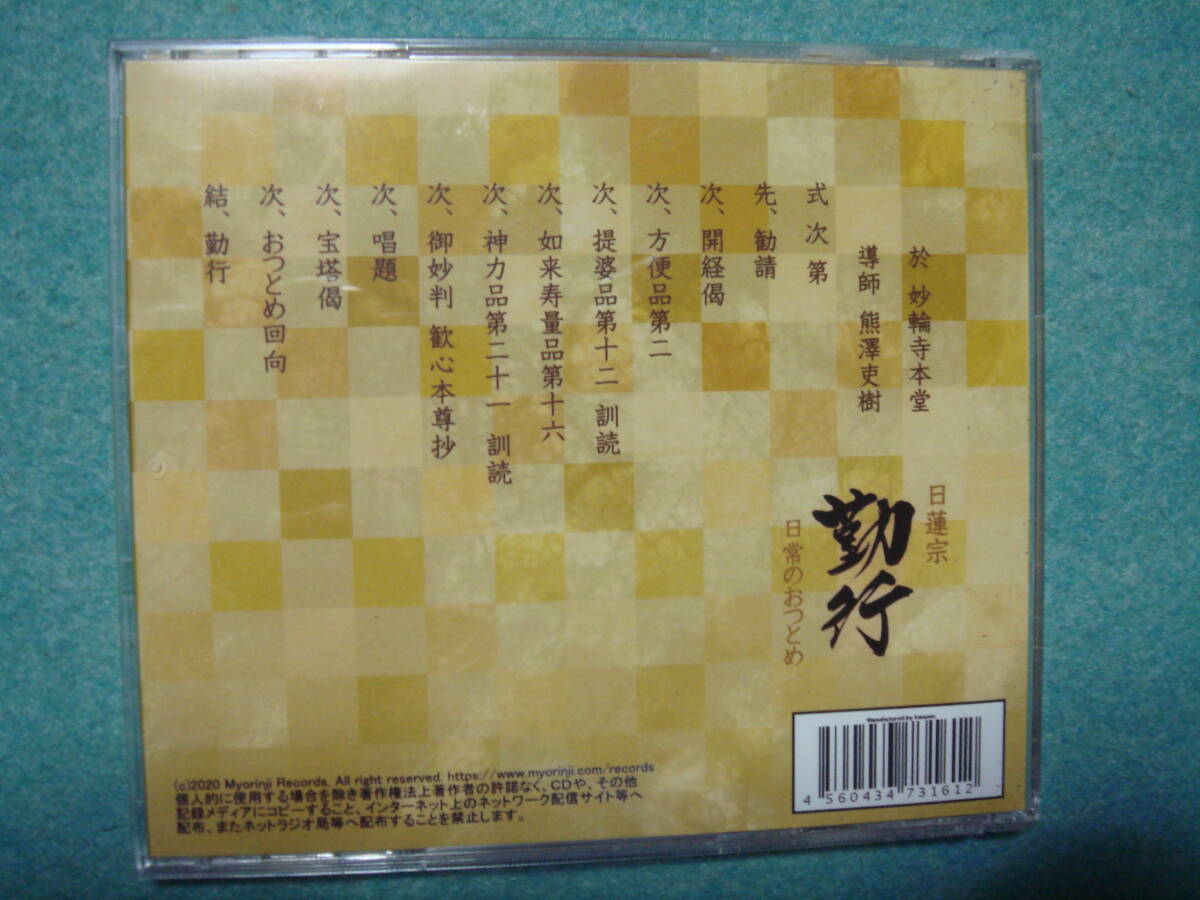 於 妙輪寺本堂
導師 熊澤吏樹
式次第
先、勧請
次、開経偈
次、方便品第二
次、提婆品第十二 訓読
次、如来寿量品第十六
次、神力品第二十一 訓読
次、御妙判 歓心本尊抄
次、唱題
次、宝塔偈
次、おつとめ回向
結、勤行
日蓮宗
勤行
日常のおつとめ
Manufactured by Amazon
4 560434 731612
(c)2020 Myorinji Records. All right reserved. https://www.myorinji.com/records
個人的に使用する場合を除き著作権法上著作者の許諾なく、CDや、その他
記録メディアにコピーすること、インターネット上のネットワーク配信サイト等へ
配布、またネットラジオ局等へ配布することを禁止します。